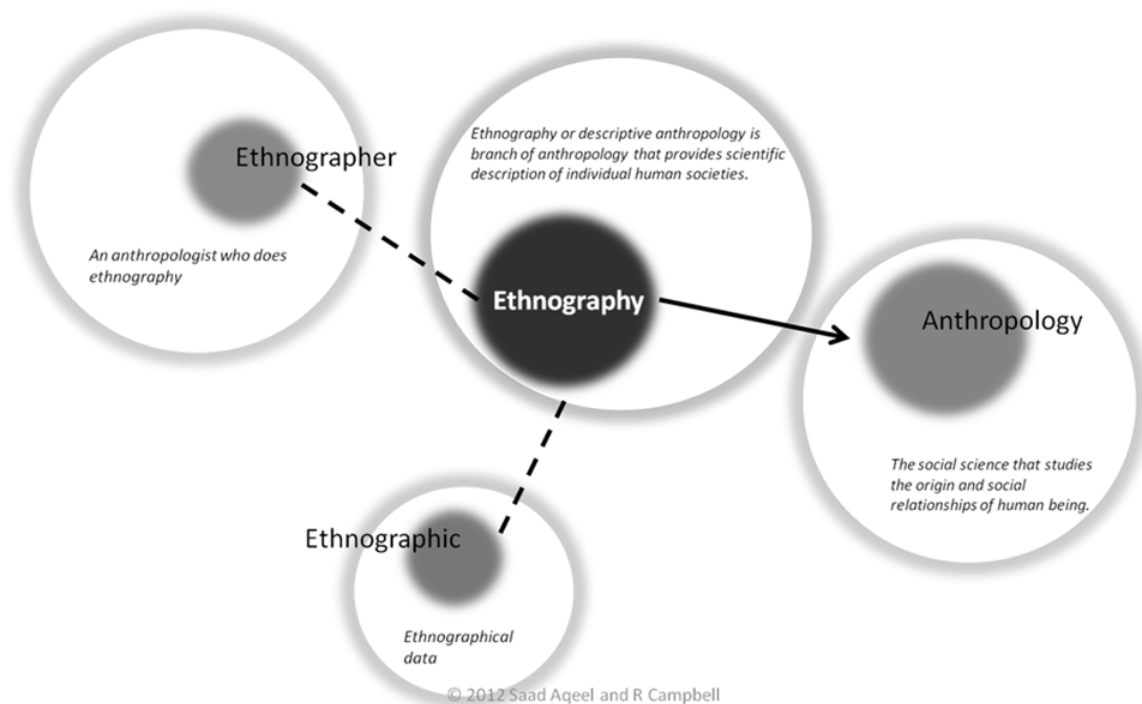 Ethnographer
An anthropologist who does
ethnography
Ethnography or descriptive anthropology is
branch of anthropology that provides scientific
description of individual human societies.
Ethnography
Anthropology
The social science that studies
the origin and social
relationships of human being.
Ethnographic
Ethnographical
data
© 2012 Saad Aqeel and R Campbell